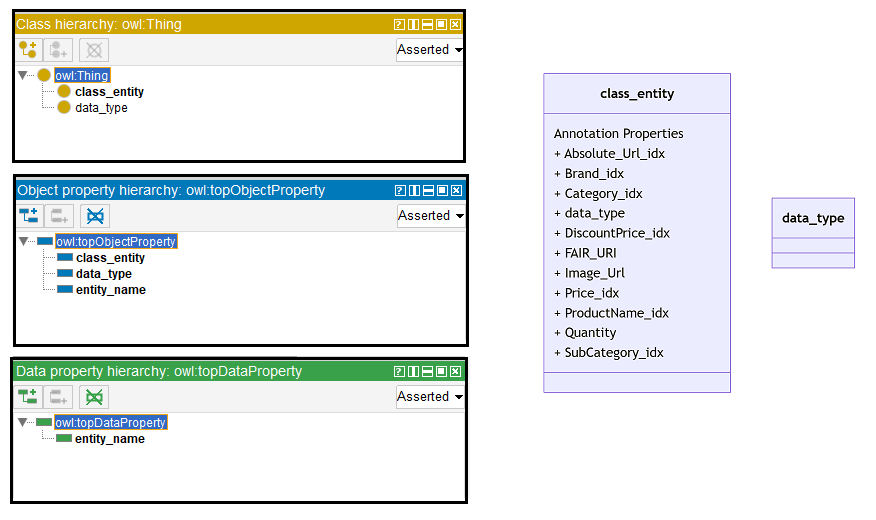 Class hierarchy: owl:Thing
Asserted
owl:Thing
class_entity
data_type
Object property hierarchy: owl:topObjectProperty
Asserted
owl:topObjectProperty
class_entity
data_type
entity_name
Data property hierarchy: owl:topDataProperty
Asserted
owl:topDataProperty
entity_name
class_entity
Annotation Properties
+ Absolute_Url_idx
+ Brand_idx
+ Category_idx
+ data_type
+ DiscountPrice_idx
+ FAIR_URI
+ Image_Url
+ Price_idx
+ ProductName_idx
+ Quantity
+ SubCategory_idx
data_type